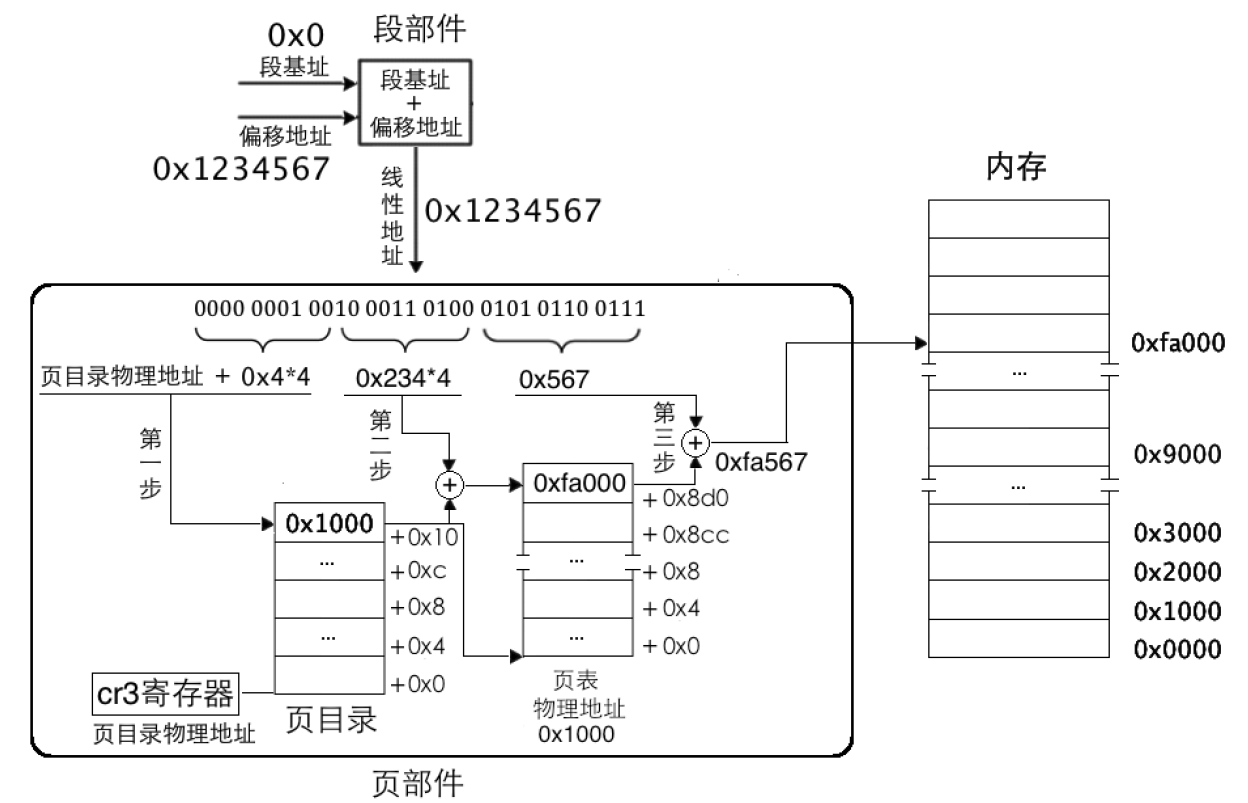 0x0
段部件
段基址
段基址
+
偏移地址
偏移地址
0x1234567
线性地址
0x1234567
内存
0000 0001 0010 0011 0100 0101 0110 0111
页目录物理地址 + 0x4*4
0x234*4
0x567
第一步
第二步
第三步
+
+
0xfa567
0xfa000
+0x8d0
+0x8cc
...
+0x8
+0x4
...
+0x0
0x1000
+0x10
...
+0xc
+0x8
...
+0x4
+0x0
cr3寄存器
页目录物理地址
页目录
页表
物理地址
0x1000
页部件
0xfa000
...
0x9000
...
0x3000
0x2000
0x1000
0x0000